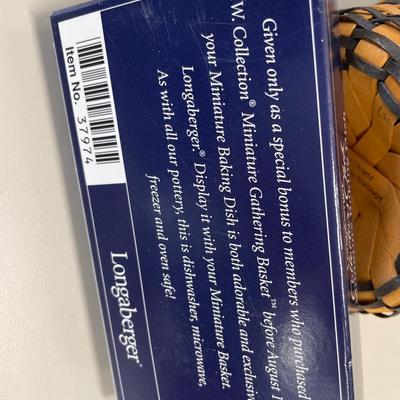 Given only as a special bonus to members who purchased
W. Collection® Miniature Gathering Basket™ before August
your Miniature Baking Dish is both adorable and exclusive
Longaberger.® Display it with your Miniature Basket.
As with all our pottery, this is dishwasher, microwave,
freezer and oven safe!
Longaberger®
Item No. 37974